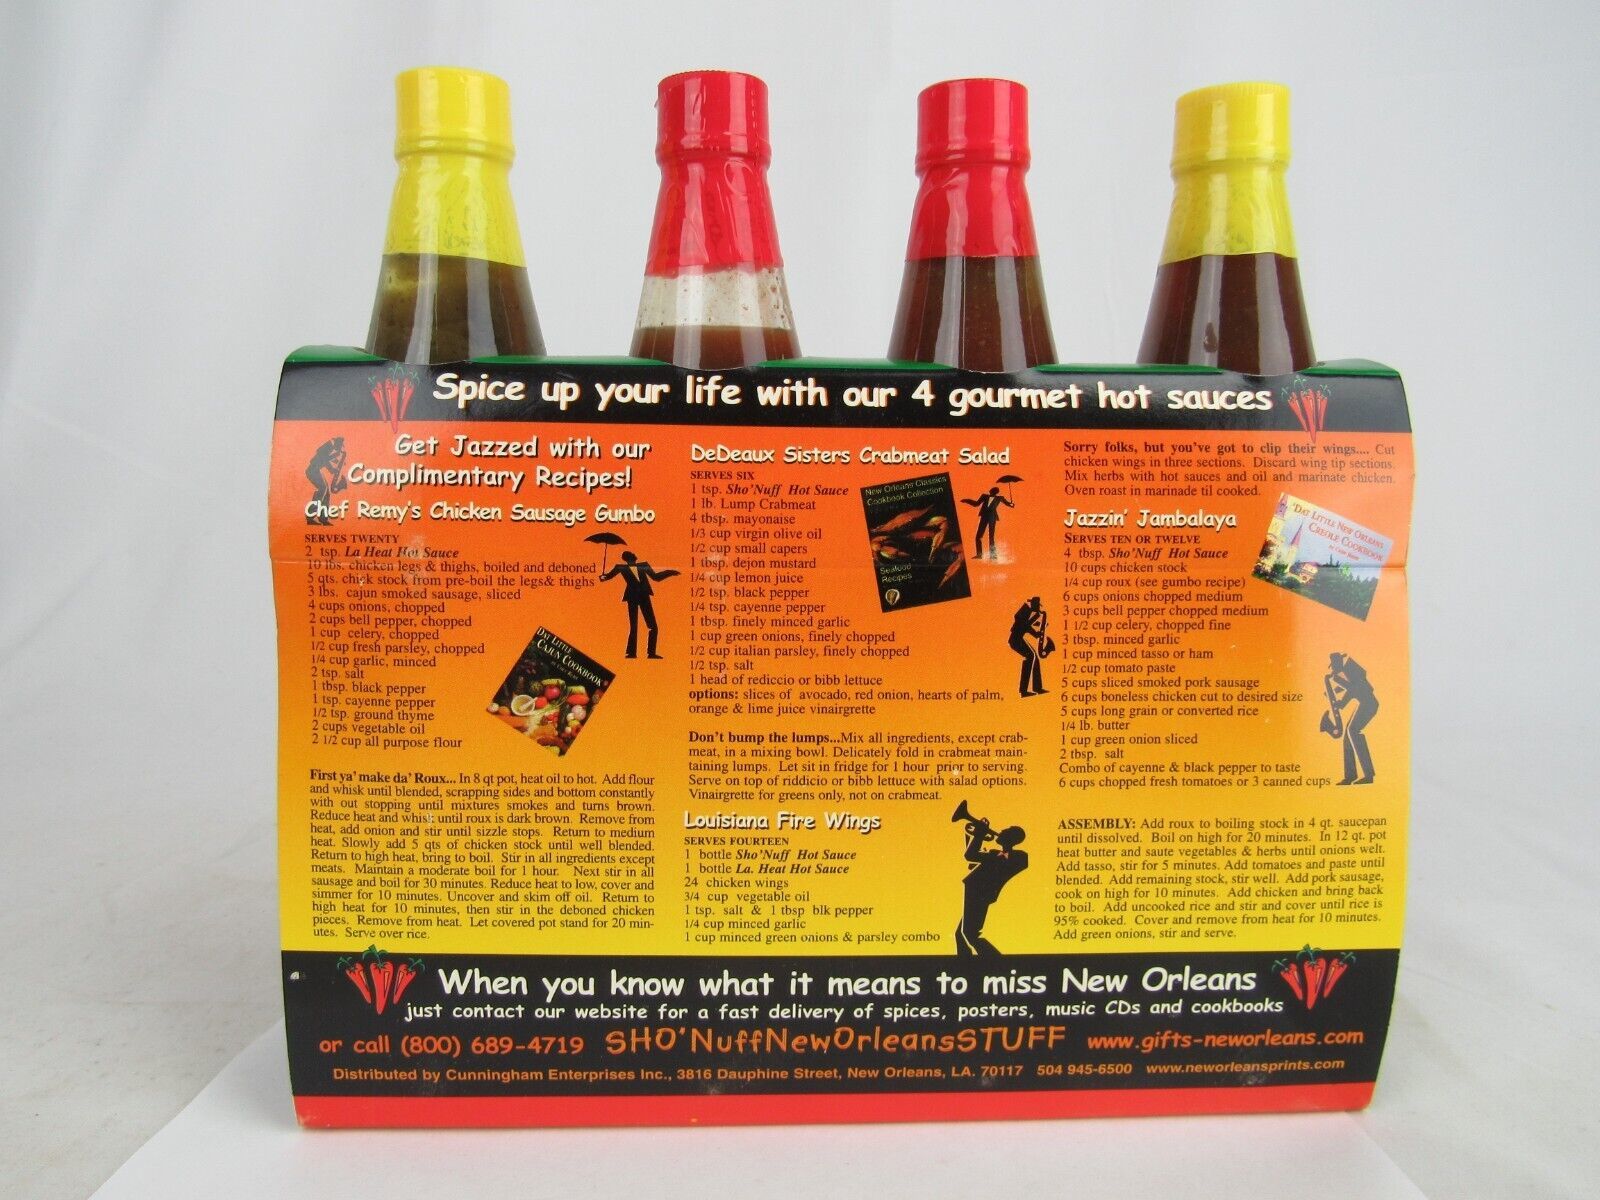 Spice up your life with our 4 gourmet hot sauces
Get Jazzed with our
Complimentary Recipes!
Chef Remy's Chicken Sausage Gumbo
SERVES TWENTY
2 tsp. La Heat Hot Sauce
10 lbs. chicken legs & thighs, boiled and deboned
5 qts. chick stock from pre-boil the legs& thighs
3 lbs. cajun smoked sausage, sliced
4 cups onions, chopped
2 cups bell pepper, chopped
1 cup celery, chopped
1/2 cup fresh parsley, chopped
1/4 cup garlic, minced
2 tsp. salt
1 tbsp. black pepper
1 tsp. cayenne pepper
1/2 tsp. ground thyme
2 cups vegetable oil
2 1/2 cup all purpose flour
DAT LITTLE
CAJUN COOKBOOK
First ya' make da' Roux... In 8 qt pot, heat oil to hot. Add flour
and whisk until blended, scrapping sides and bottom constantly
with out stopping until mixtures smokes and turns brown.
Reduce heat and whisk until roux is dark brown. Remove from
heat, add onion and stir until sizzle stops. Return to medium
heat. Slowly add 5 qts of chicken stock until well blended.
Return to high heat, bring to boil. Stir in all ingredients except
meats. Maintain a moderate boil for 1 hour. Next stir in all
sausage and boil for 30 minutes. Reduce heat to low, cover and
simmer for 10 minutes. Uncover and skim off oil. Return to
high heat for 10 minutes, then stir in the deboned chicken
pieces. Remove from heat. Let covered pot stand for 20 min-
utes. Serve over rice.
DeDeaux Sisters Crabmeat Salad
SERVES SIX
1 tsp. Sho'Nuff Hot Sauce
1 lb. Lump Crabmeat
4 tbsp. mayonaise
1/3 cup virgin olive oil
1/2 cup small capers
1 tbsp. dejon mustard
1/4 cup lemon juice
1/2 tsp. black pepper
1/4 tsp. cayenne pepper
1 tbsp. finely minced garlic
1 cup green onions, finely chopped
1/2 cup italian parsley, finely chopped
1/2 tsp. salt
1 head of rediccio or bibb lettuce
options: slices of avocado, red onion, hearts of palm,
orange & lime juice vinairgrette
New Orleans Classics
Cookbook Collection
Seafood
Recipes
Don't bump the lumps...Mix all ingredients, except crab-
meat, in a mixing bowl. Delicately fold in crabmeat main-
taining lumps. Let sit in fridge for 1 hour prior to serving.
Serve on top of riddicio or bibb lettuce with salad options.
Vinairgrette for greens only, not on crabmeat.
Louisiana Fire Wings
SERVES FOURTEEN
1 bottle Sho'Nuff Hot Sauce
1 bottle La. Heat Hot Sauce
24 chicken wings
3/4 cup vegetable oil
1 tsp. salt & 1 tbsp blk pepper
1/4 cup minced garlic
1 cup minced green onions & parsley combo
Sorry folks, but you've got to clip their wings.... Cut
chicken wings in three sections. Discard wing tip sections.
Mix herbs with hot sauces and oil and marinate chicken.
Oven roast in marinade til cooked.
Jazzin' Jambalaya
SERVES TEN OR TWELVE
4 tbsp. Sho'Nuff Hot Sauce
10 cups chicken stock
1/4 cup roux (see gumbo recipe)
6 cups onions chopped medium
3 cups bell pepper chopped medium
1 1/2 cup celery, chopped fine
3 tbsp. minced garlic
1 cup minced tasso or ham
1/2 cup tomato paste
5 cups sliced smoked pork sausage
6 cups boneless chicken cut to desired size
5 cups long grain or converted rice
1/4 lb. butter
1 cup green onion sliced
2 tbsp. salt
Combo of cayenne & black pepper to taste
6 cups chopped fresh tomatoes or 3 canned cups
'DAT LITTLE NEW ORLEANS
CREOLE COOKBOOK
ASSEMBLY: Add roux to boiling stock in 4 qt. saucepan
until dissolved. Boil on high for 20 minutes. In 12 qt. pot
heat butter and saute vegetables & herbs until onions welt.
Add tasso, stir for 5 minutes. Add tomatoes and paste until
blended. Add remaining stock, stir well. Add pork sausage,
cook on high for 10 minutes. Add chicken and bring back
to boil. Add uncooked rice and stir and cover until rice is
95% cooked. Cover and remove from heat for 10 minutes.
Add green onions, stir and serve.
When you know what it means to miss New Orleans
just contact our website for a fast delivery of spices, posters, music CDs and cookbooks
or call (800) 689-4719 SHO'NuffNewOrleansSTUFF www.gifts-neworleans.com
Distributed by Cunningham Enterprises Inc., 3816 Dauphine Street, New Orleans, LA. 70117 504 945-6500 www.neworleansprints.com